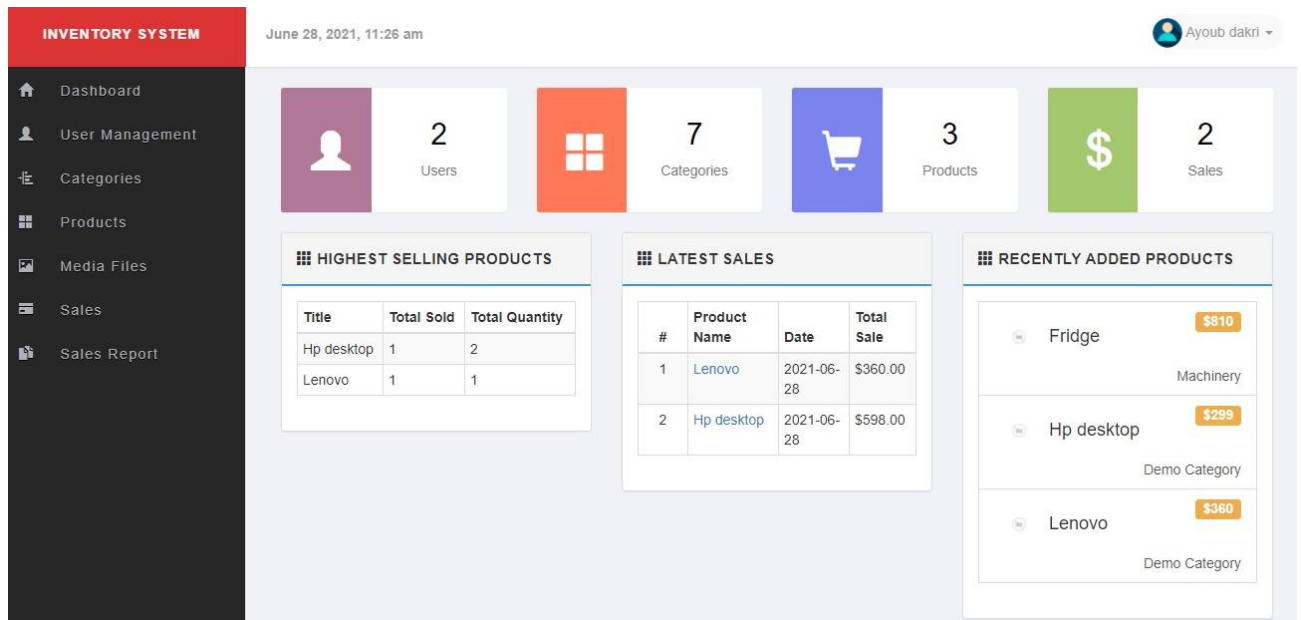 INVENTORY SYSTEM
June 28, 2021, 11:26 am
Ayoub dakri
Dashboard
User Management
Categories
Products
Media Files
Sales
Sales Report
2
Users
7
Categories
3
Products
$
2
Sales
HIGHEST SELLING PRODUCTS
Title Total Sold Total Quantity
Hp desktop 1 2
Lenovo 1 1
LATEST SALES
# Product Name Date Total Sale
1 Lenovo 2021-06-28 $360.00
2 Hp desktop 2021-06-28 $598.00
RECENTLY ADDED PRODUCTS
Fridge $810
Machinery
Hp desktop $299
Demo Category
Lenovo $360
Demo Category